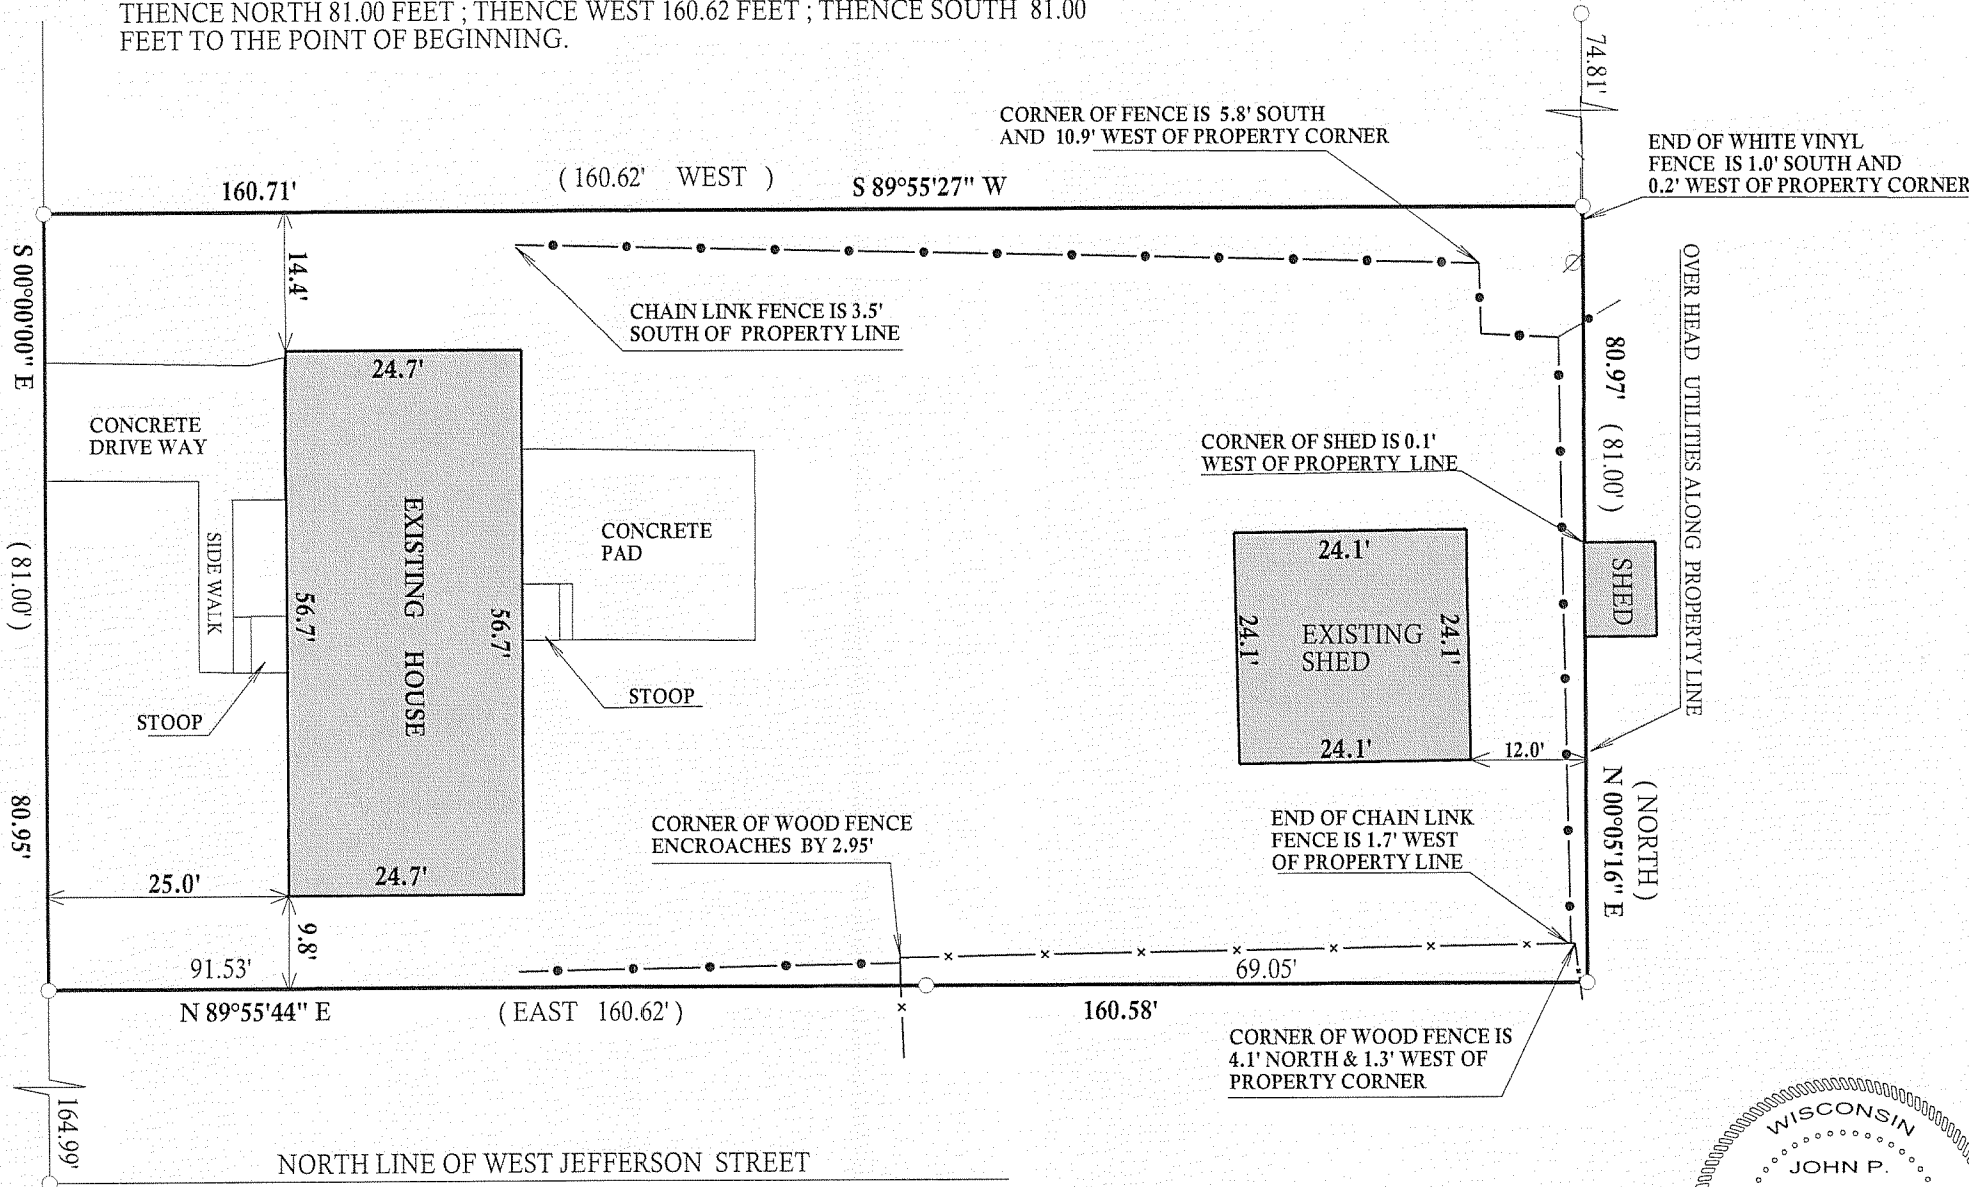 THENCE NORTH 81.00 FEET ; THENCE WEST 160.62 FEET ; THENCE SOUTH 81.00
FEET TO THE POINT OF BEGINNING.
74.81'
CORNER OF FENCE IS 5.8' SOUTH
AND 10.9' WEST OF PROPERTY CORNER
END OF WHITE VINYL
FENCE IS 1.0' SOUTH AND
0.2' WEST OF PROPERTY CORNER
160.71'
( 160.62' WEST )
S 89°55'27" W
S 00°00'00" E
( 81.00' )
80.95'
14.4'
CHAIN LINK FENCE IS 3.5'
SOUTH OF PROPERTY LINE
OVER HEAD UTILITIES ALONG PROPERTY LINE
80.97' ( 81.00' )
24.7'
CONCRETE
DRIVE WAY
CORNER OF SHED IS 0.1'
WEST OF PROPERTY LINE
EXISTING HOUSE
SIDE WALK
56.7'
56.7'
CONCRETE
PAD
24.1'
24.1'
EXISTING
SHED
24.1'
24.1'
SHED
STOOP
STOOP
12.0'
( NORTH )
N 00°05'16" E
CORNER OF WOOD FENCE
ENCROACHES BY 2.95'
END OF CHAIN LINK
FENCE IS 1.7' WEST
OF PROPERTY LINE
25.0'
24.7'
9.8'
91.53'
69.05'
N 89°55'44" E
( EAST 160.62' )
160.58'
CORNER OF WOOD FENCE IS
4.1' NORTH & 1.3' WEST OF
PROPERTY CORNER
164.99'
NORTH LINE OF WEST JEFFERSON STREET
WISCONSIN
JOHN P.